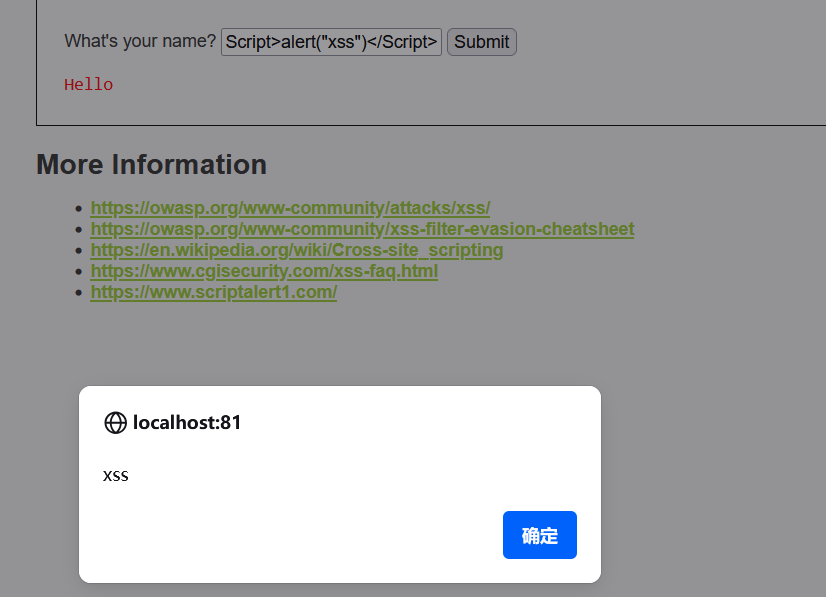 What's your name? Script>alert("xss")</Script> Submit
Hello
More Information
https://owasp.org/www-community/attacks/xss/
https://owasp.org/www-community/xss-filter-evasion-cheatsheet
https://en.wikipedia.org/wiki/Cross-site_scripting
https://www.cgisecurity.com/xss-faq.html
https://www.scriptalert1.com/
localhost:81
xss
确定